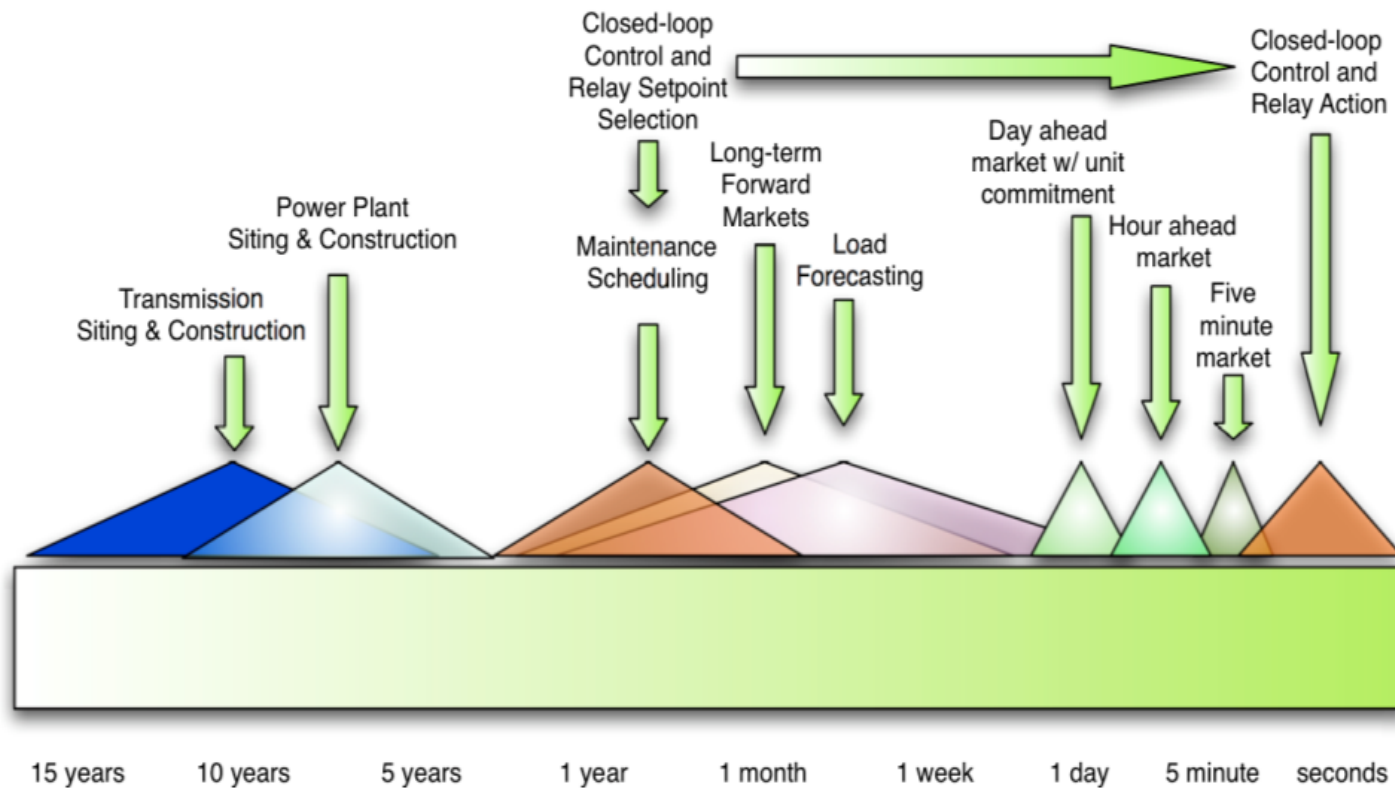 Closed-loop
Control and
Relay Setpoint
Selection
Closed-loop
Control and
Relay Action
Day ahead
market w/ unit
commitment
Long-term
Forward
Markets
Power Plant
Siting & Construction
Hour ahead
market
Maintenance
Scheduling
Load
Forecasting
Five
minute
market
Transmission
Siting & Construction
15 years
10 years
5 years
1 year
1 month
1 week
1 day
5 minute
seconds